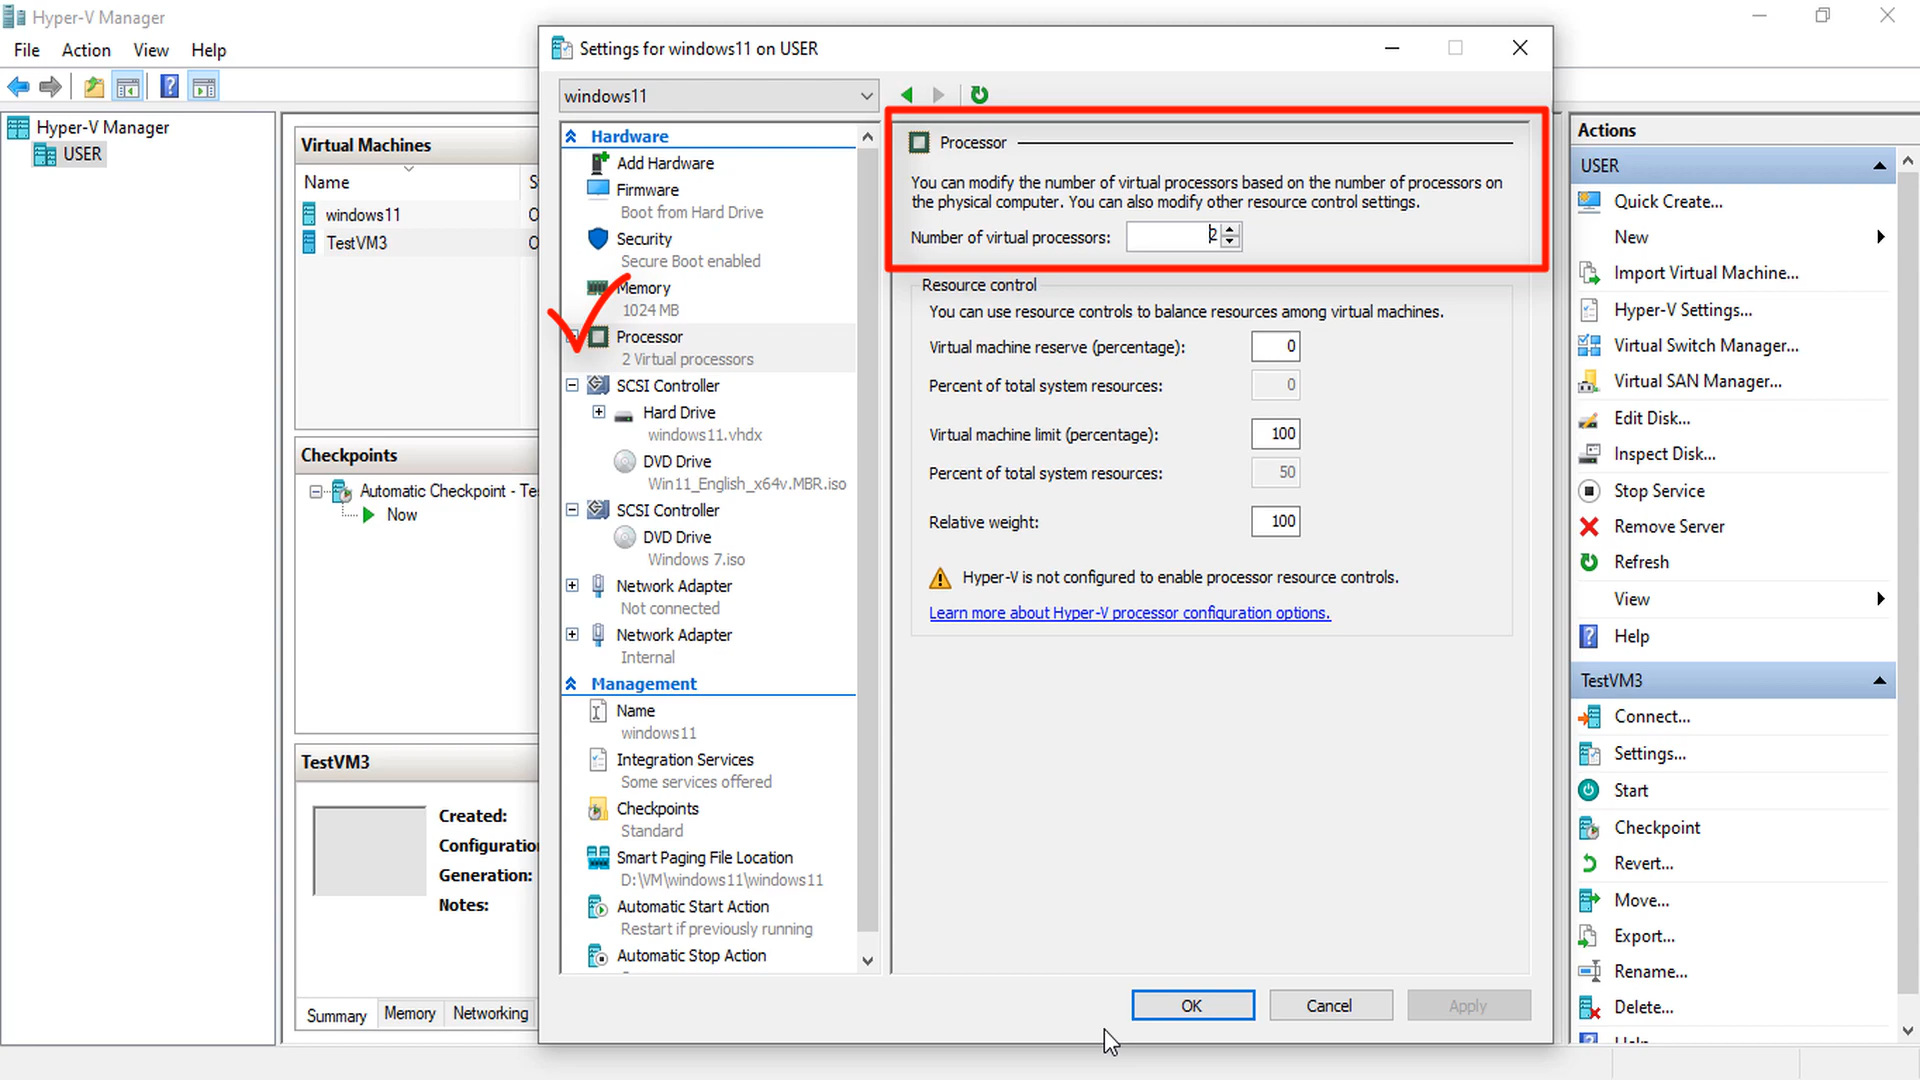 Hyper-V Manager
File Action View Help
Hyper-V Manager
USER
Virtual Machines
Name
windows11
TestVM3
Checkpoints
Automatic Checkpoint - Te
Now
TestVM3
Created:
Configuratio
Generation:
Notes:
Summary Memory Networking
Settings for windows11 on USER
windows11
Hardware
Add Hardware
Firmware
Boot from Hard Drive
Security
Secure Boot enabled
Memory
1024 MB
Processor
2 Virtual processors
SCSI Controller
Hard Drive
windows11.vhdx
DVD Drive
Win11_English_x64v.MBR.iso
SCSI Controller
DVD Drive
Windows 7.iso
Network Adapter
Not connected
Network Adapter
Internal
Management
Name
windows11
Integration Services
Some services offered
Checkpoints
Standard
Smart Paging File Location
D:\VM\windows11\windows11
Automatic Start Action
Restart if previously running
Automatic Stop Action
Processor
You can modify the number of virtual processors based on the number of processors on
the physical computer. You can also modify other resource control settings.
Number of virtual processors: 2
Resource control
You can use resource controls to balance resources among virtual machines.
Virtual machine reserve (percentage): 0
Percent of total system resources: 0
Virtual machine limit (percentage): 100
Percent of total system resources: 50
Relative weight: 100
Hyper-V is not configured to enable processor resource controls.
Learn more about Hyper-V processor configuration options.
OK Cancel Apply
Actions
USER
Quick Create...
New
Import Virtual Machine...
Hyper-V Settings...
Virtual Switch Manager...
Virtual SAN Manager...
Edit Disk...
Inspect Disk...
Stop Service
Remove Server
Refresh
View
Help
TestVM3
Connect...
Settings...
Start
Checkpoint
Revert...
Move...
Export...
Rename...
Delete...